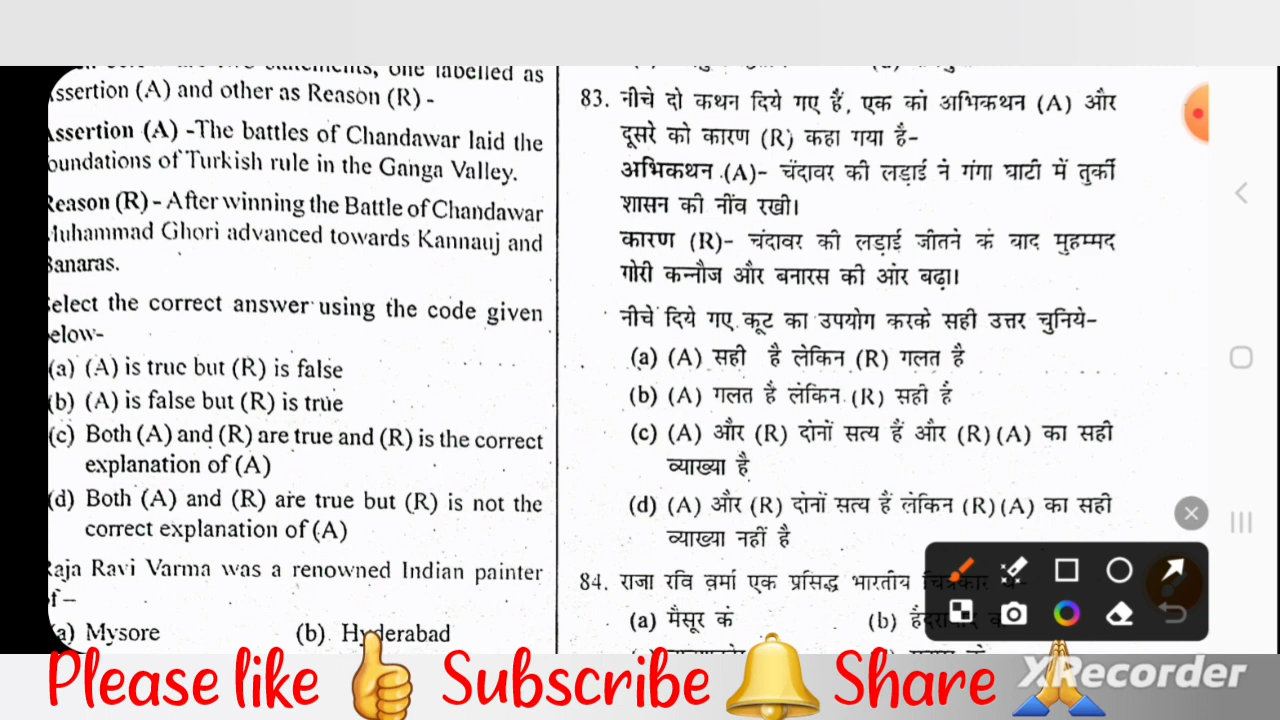 statements, one labelled as
ssertion (A) and other as Reason (R) -
ssertion (A) -The battles of Chandawar laid the
oundations of Turkish rule in the Ganga Valley.
Reason (R) - After winning the Battle of Chandawar
Muhammad Ghori advanced towards Kannauj and
Banaras.
elect the correct answer using the code given
elow-
(a) (A) is true but (R) is false
(b) (A) is false but (R) is true
(c) Both (A) and (R) are true and (R) is the correct
explanation of (A)
(d) Both (A) and (R) are true but (R) is not the
correct explanation of (A)
Raja Ravi Varma was a renowned Indian painter
f –
(a) Mysore (b) Hyderabad
83. नीचे दो कथन दिये गए हैं, एक को अभिकथन (A) और
दूसरे को कारण (R) कहा गया है-
अभिकथन (A)- चंदावर की लड़ाई ने गंगा घाटी में तुर्की
शासन की नींव रखी।
कारण (R)- चंदावर की लड़ाई जीतने के बाद मुहम्मद
गोरी कन्नौज और बनारस की ओर बढ़ा।
नीचे दिये गए कूट का उपयोग करके सही उत्तर चुनिये-
(a) (A) सही है लेकिन (R) गलत है
(b) (A) गलत है लेकिन (R) सही है
(c) (A) और (R) दोनों सत्य हैं और (R) (A) का सही
व्याख्या है
(d) (A) और (R) दोनों सत्य हैं लेकिन (R) (A) का सही
व्याख्या नहीं है
84. राजा रवि वर्मा एक प्रसिद्ध भारतीय चित्रकार थे-
(a) मैसूर के (b)
Please like Subscribe Share
XRecorder